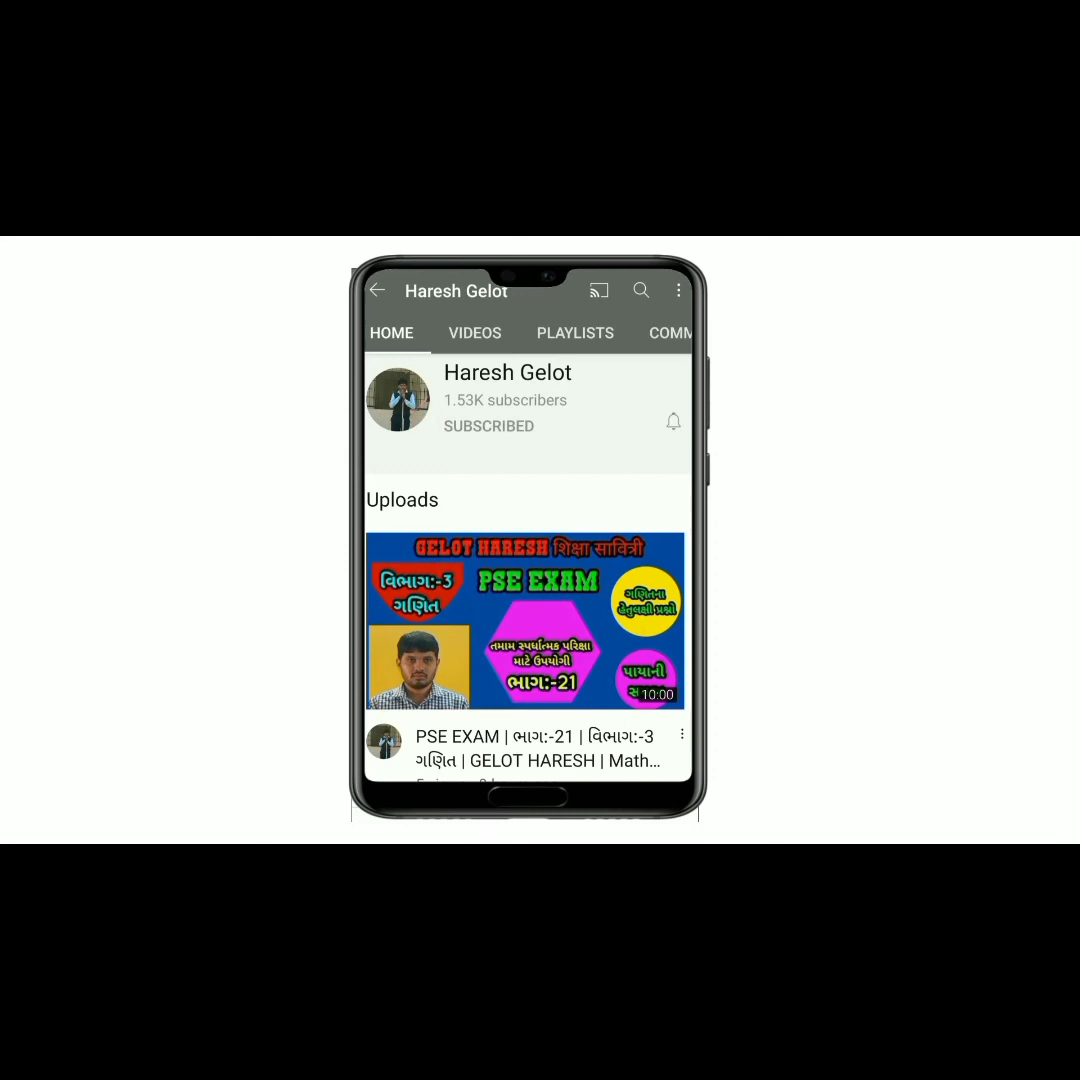 Haresh Gelot
HOME VIDEOS PLAYLISTS COMM
Haresh Gelot
1.53K subscribers
SUBSCRIBED
Uploads
GELOT HARESH शिक्षा सावित्री
વિભાગ:-3
ગણિત
PSE EXAM
ગણિતના
હેતુલક્ષી પ્રશ્નો
તમામ સ્પર્ધાત્મક પરિક્ષા
માટે ઉપયોગી
ભાગ:-21
પાયાની
10:00
PSE EXAM | ભાગ:-21 | વિભાગ:-3
ગણિત | GELOT HARESH | Math...